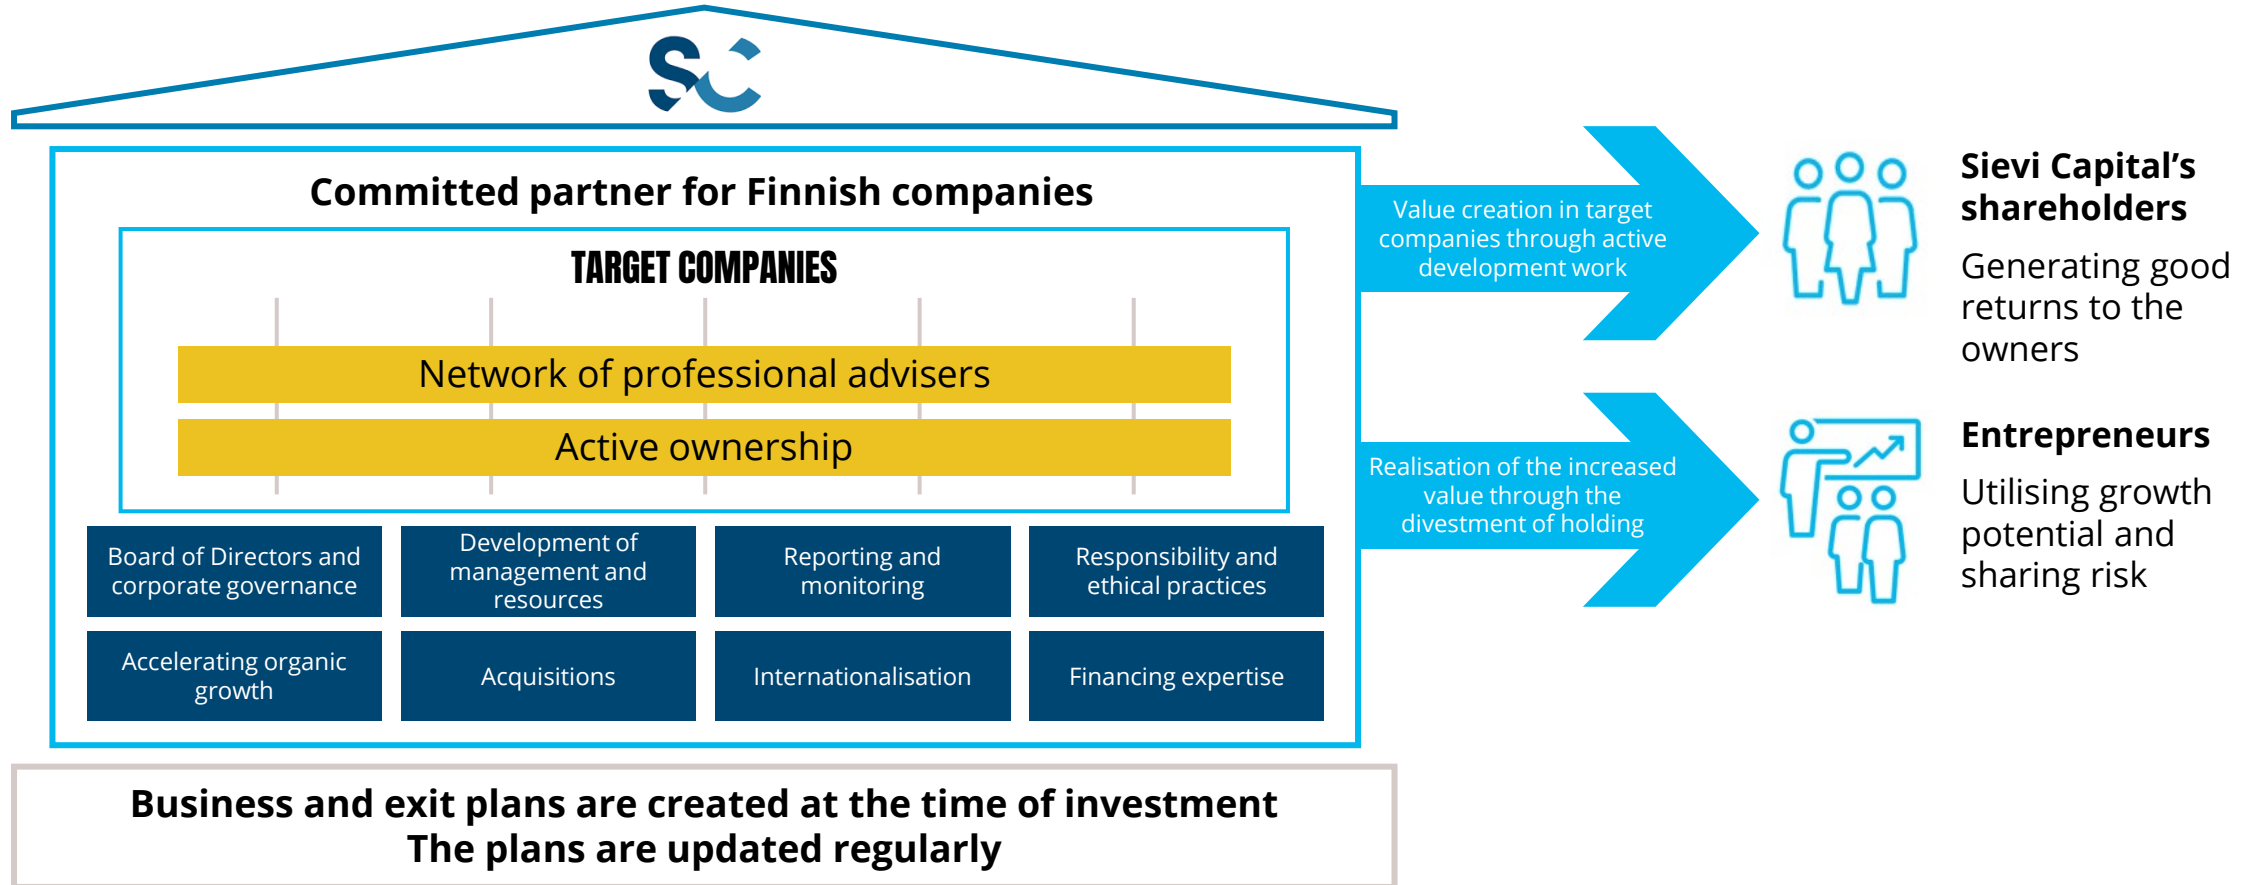 SC
Committed partner for Finnish companies
TARGET COMPANIES
Network of professional advisers
Active ownership
Board of Directors and
corporate governance
Development of
management and
resources
Reporting and
monitoring
Responsibility and
ethical practices
Accelerating organic
growth
Acquisitions
Internationalisation
Financing expertise
Business and exit plans are created at the time of investment
The plans are updated regularly
Value creation in target
companies through active
development work
Realisation of the increased
value through the
divestment of holding
Sievi Capital’s
shareholders
Generating good
returns to the
owners
Entrepreneurs
Utilising growth
potential and
sharing risk